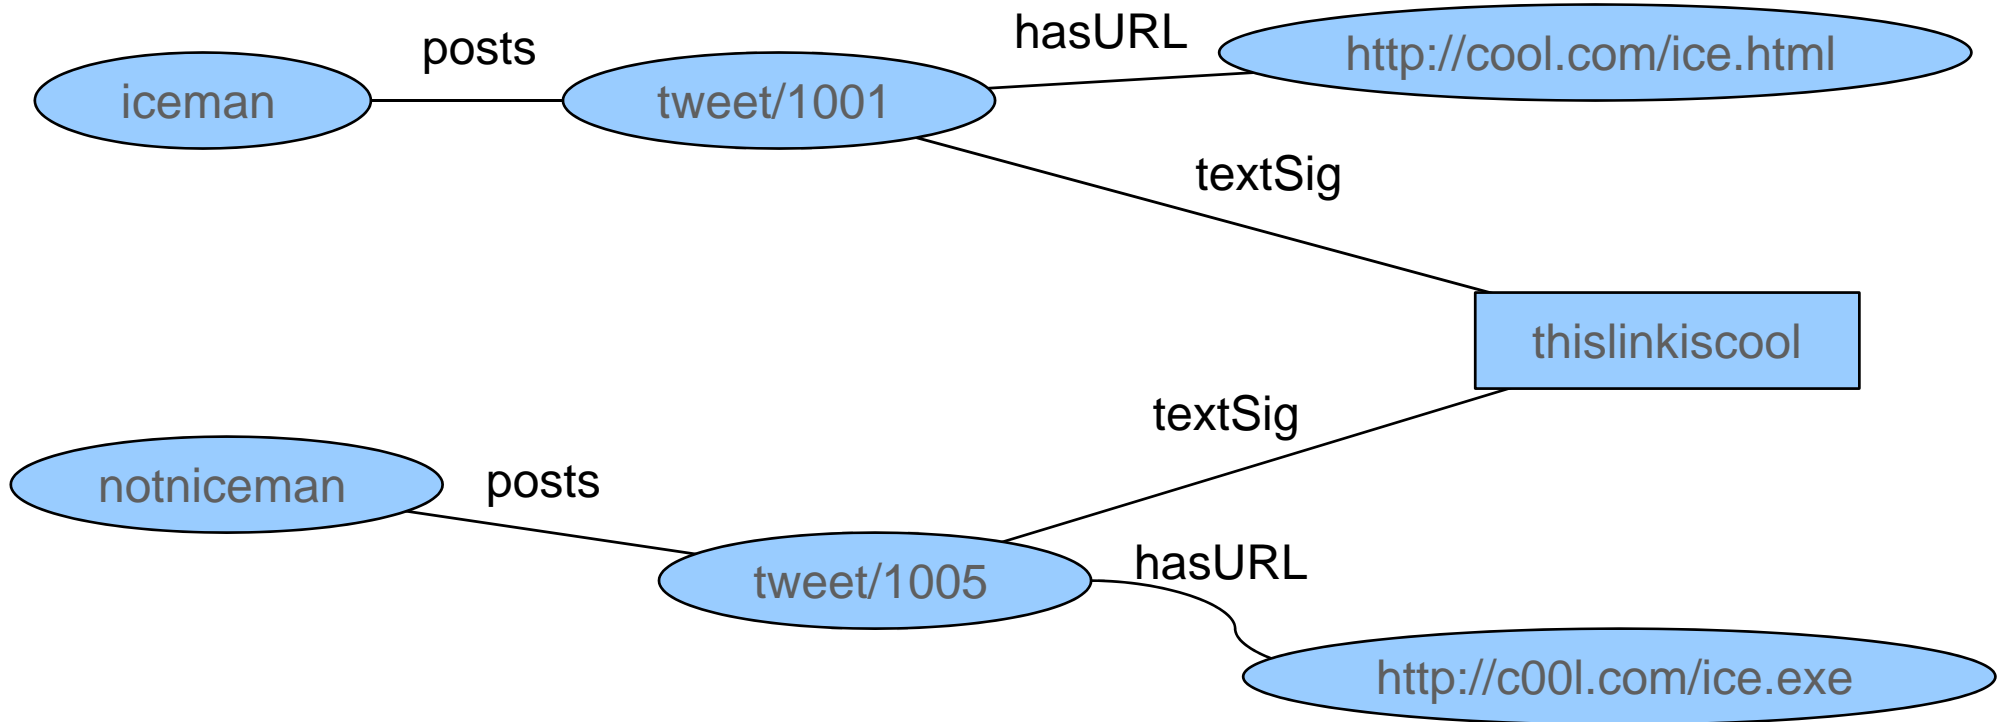 iceman
posts
tweet/1001
hasURL
http://cool.com/ice.html
textSig
thislinkiscool
textSig
notniceman
posts
tweet/1005
hasURL
http://c00l.com/ice.exe